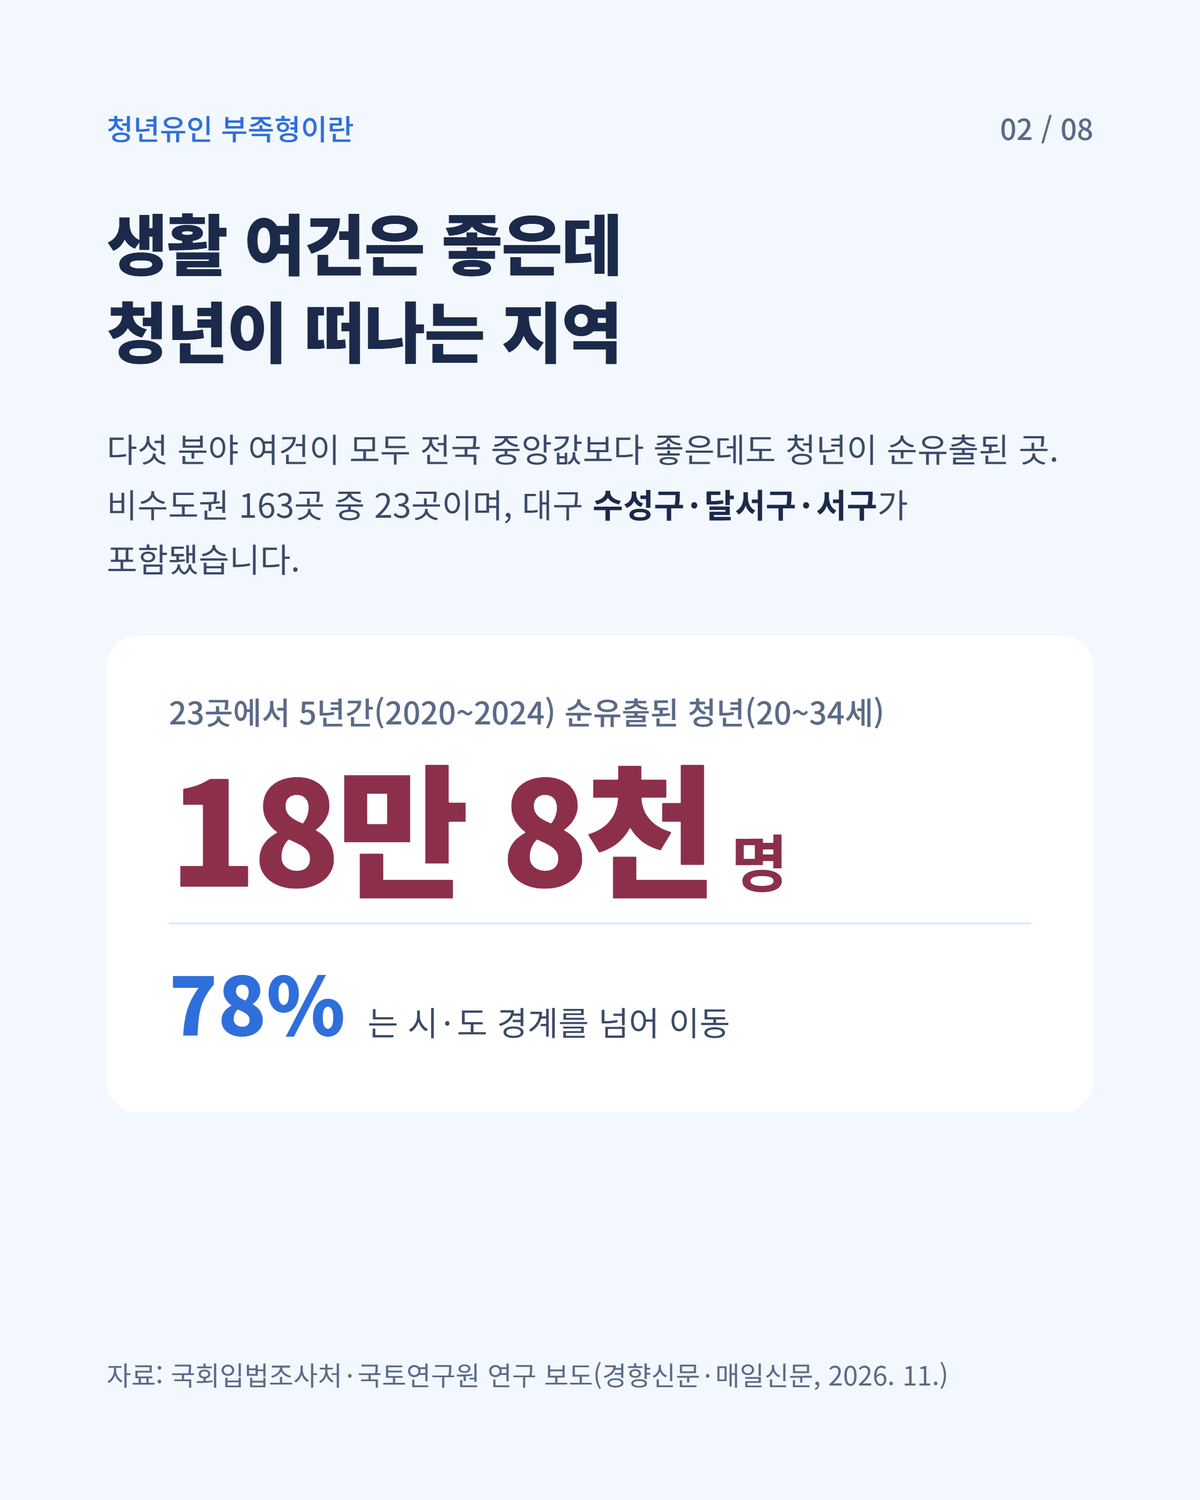 청년유인 부족형이란
02 / 08
생활 여건은 좋은데
청년이 떠나는 지역
다섯 분야 여건이 모두 전국 중앙값보다 좋은데도 청년이 순유출된 곳.
비수도권 163곳 중 23곳이며, 대구 수성구·달서구·서구가
포함됐습니다.
23곳에서 5년간(2020~2024) 순유출된 청년(20~34세)
18만 8천 명
78% 는 시·도 경계를 넘어 이동
자료: 국회입법조사처·국토연구원 연구 보도(경향신문·매일신문, 2026. 11.)